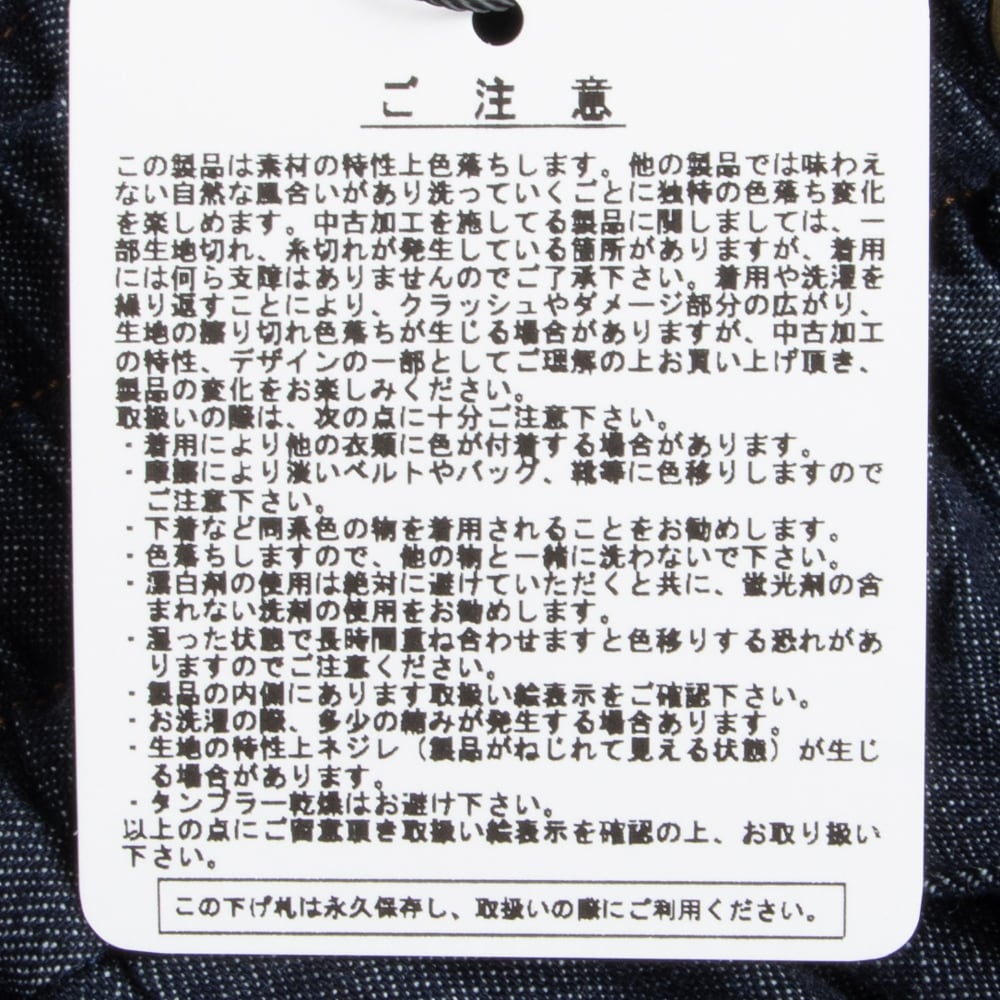 ご注意
この製品は素材の特性上色落ちします。他の製品では味わえ
ない自然な風合いがあり洗っていくごとに独特の色落ち変化
を楽しめます。中古加工を施してる製品に関しましては、一
部生地切れ、糸切れが発生している箇所がありますが、着用
には何ら支障はありませんのでご了承下さい。着用や洗濯を
繰り返すことにより、クラッシュやダメージ部分の広がり、
生地の擦り切れ色落ちが生じる場合がありますが、中古加工
の特性、デザインの一部としてご理解の上お買い上げ頂き、
製品の変化をお楽しみください。
取扱いの際は、次の点に十分ご注意下さい。
・着用により他の衣類に色が付着する場合があります。
・摩擦により淡いベルトやバッグ、靴等に色移りしますので
ご注意下さい。
・下着など同系色の物を着用されることをお勧めします。
・色落ちしますので、他の物と一緒に洗わないで下さい。
・漂白剤の使用は絶対に避けていただくと共に、蛍光剤の含
まれない洗剤の使用をお勧めします。
・湿った状態で長時間重ね合わせますと色移りする恐れがあ
りますのでご注意ください。
・製品の内側にあります取扱い絵表示をご確認下さい。
・お洗濯の際、多少の縮みが発生する場合あります。
・生地の特性上ネジレ（製品がねじれて見える状態）が生じ
る場合があります。
・タンブラー乾燥はお避け下さい。
以上の点にご留意頂き取扱い絵表示を確認の上、お取り扱い
下さい。
この下げ札は永久保存し、取扱いの際にご利用ください。